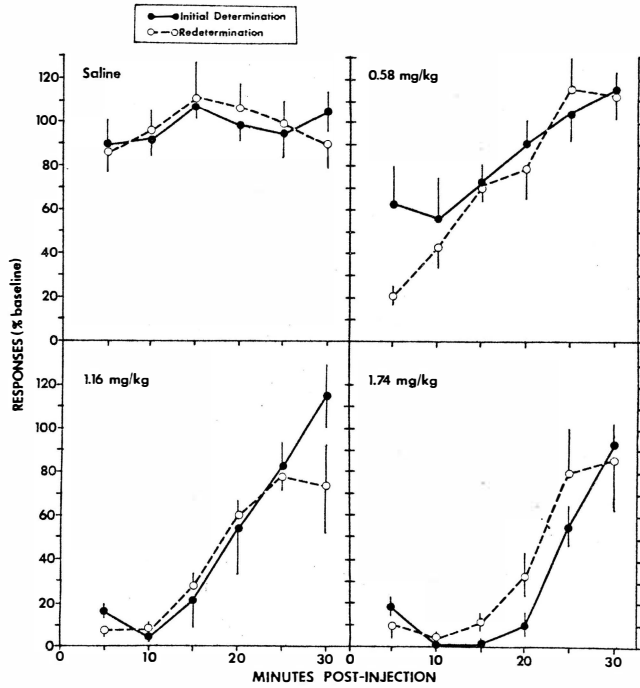 Initial Determination
Redetermination
Saline
0.58 mg/kg
120
100
80
60
40
20
0
RESPONSES (% baseline)
1.16 mg/kg
1.74 mg/kg
120
100
80
60
40
20
0
10
20
30
0
10
20
30
MINUTES POST-INJECTION